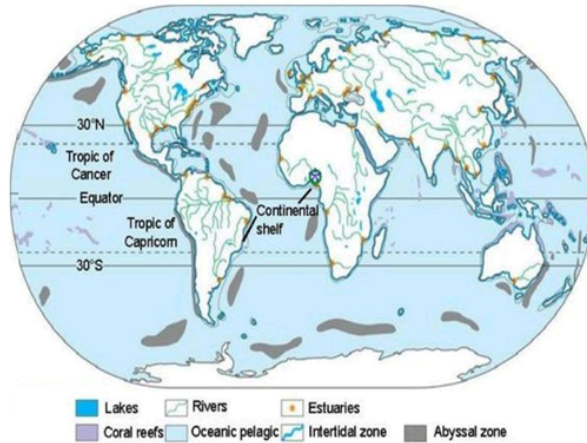 30°N
Tropic of
Cancer
Equator
Tropic of
Capricorn
Continental
shelf
30°S
Lakes
Rivers
Estuaries
Coral reefs
Oceanic pelagic
Intertidal zone
Abyssal zone